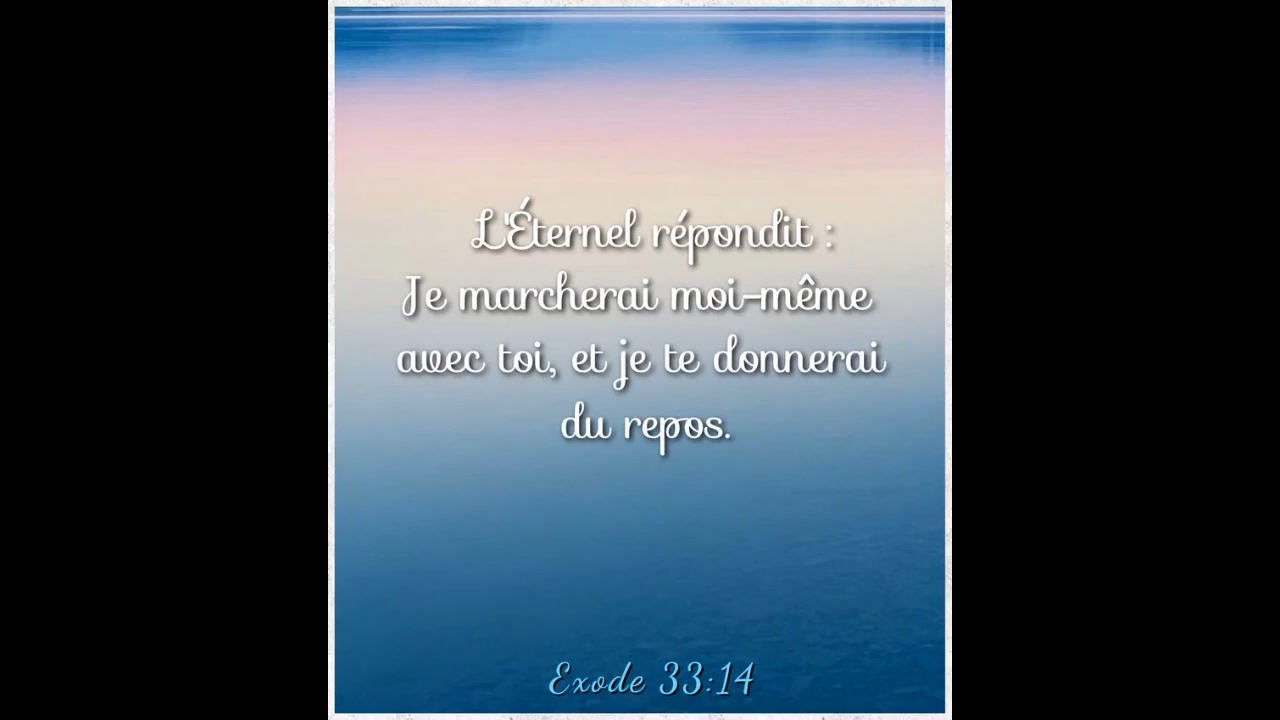 L'Éternel répondit :
Je marcherai moi-même
avec toi, et je te donnerai
du repos.
Exode 33:14